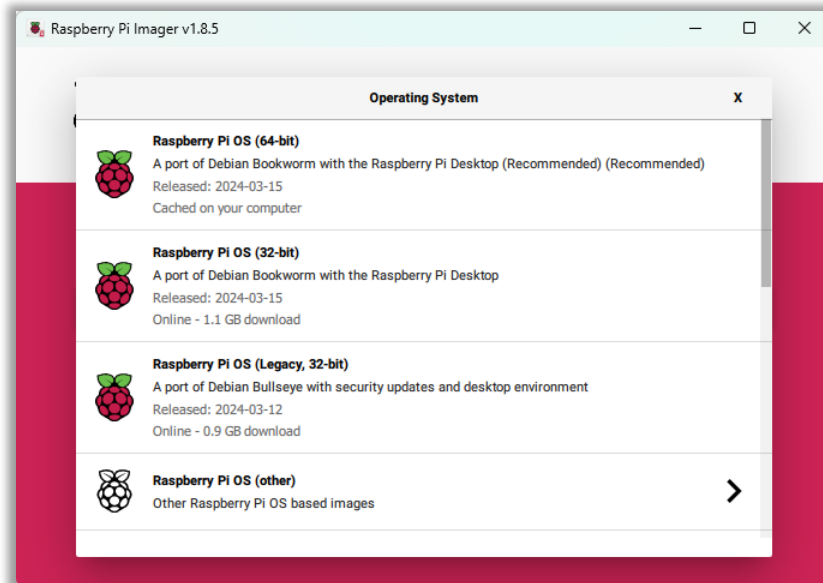 Raspberry Pi Imager v1.8.5
Operating System
X
Raspberry Pi OS (64-bit)
A port of Debian Bookworm with the Raspberry Pi Desktop (Recommended) (Recommended)
Released: 2024-03-15
Cached on your computer
Raspberry Pi OS (32-bit)
A port of Debian Bookworm with the Raspberry Pi Desktop
Released: 2024-03-15
Online - 1.1 GB download
Raspberry Pi OS (Legacy, 32-bit)
A port of Debian Bullseye with security updates and desktop environment
Released: 2024-03-12
Online - 0.9 GB download
Raspberry Pi OS (other)
Other Raspberry Pi OS based images